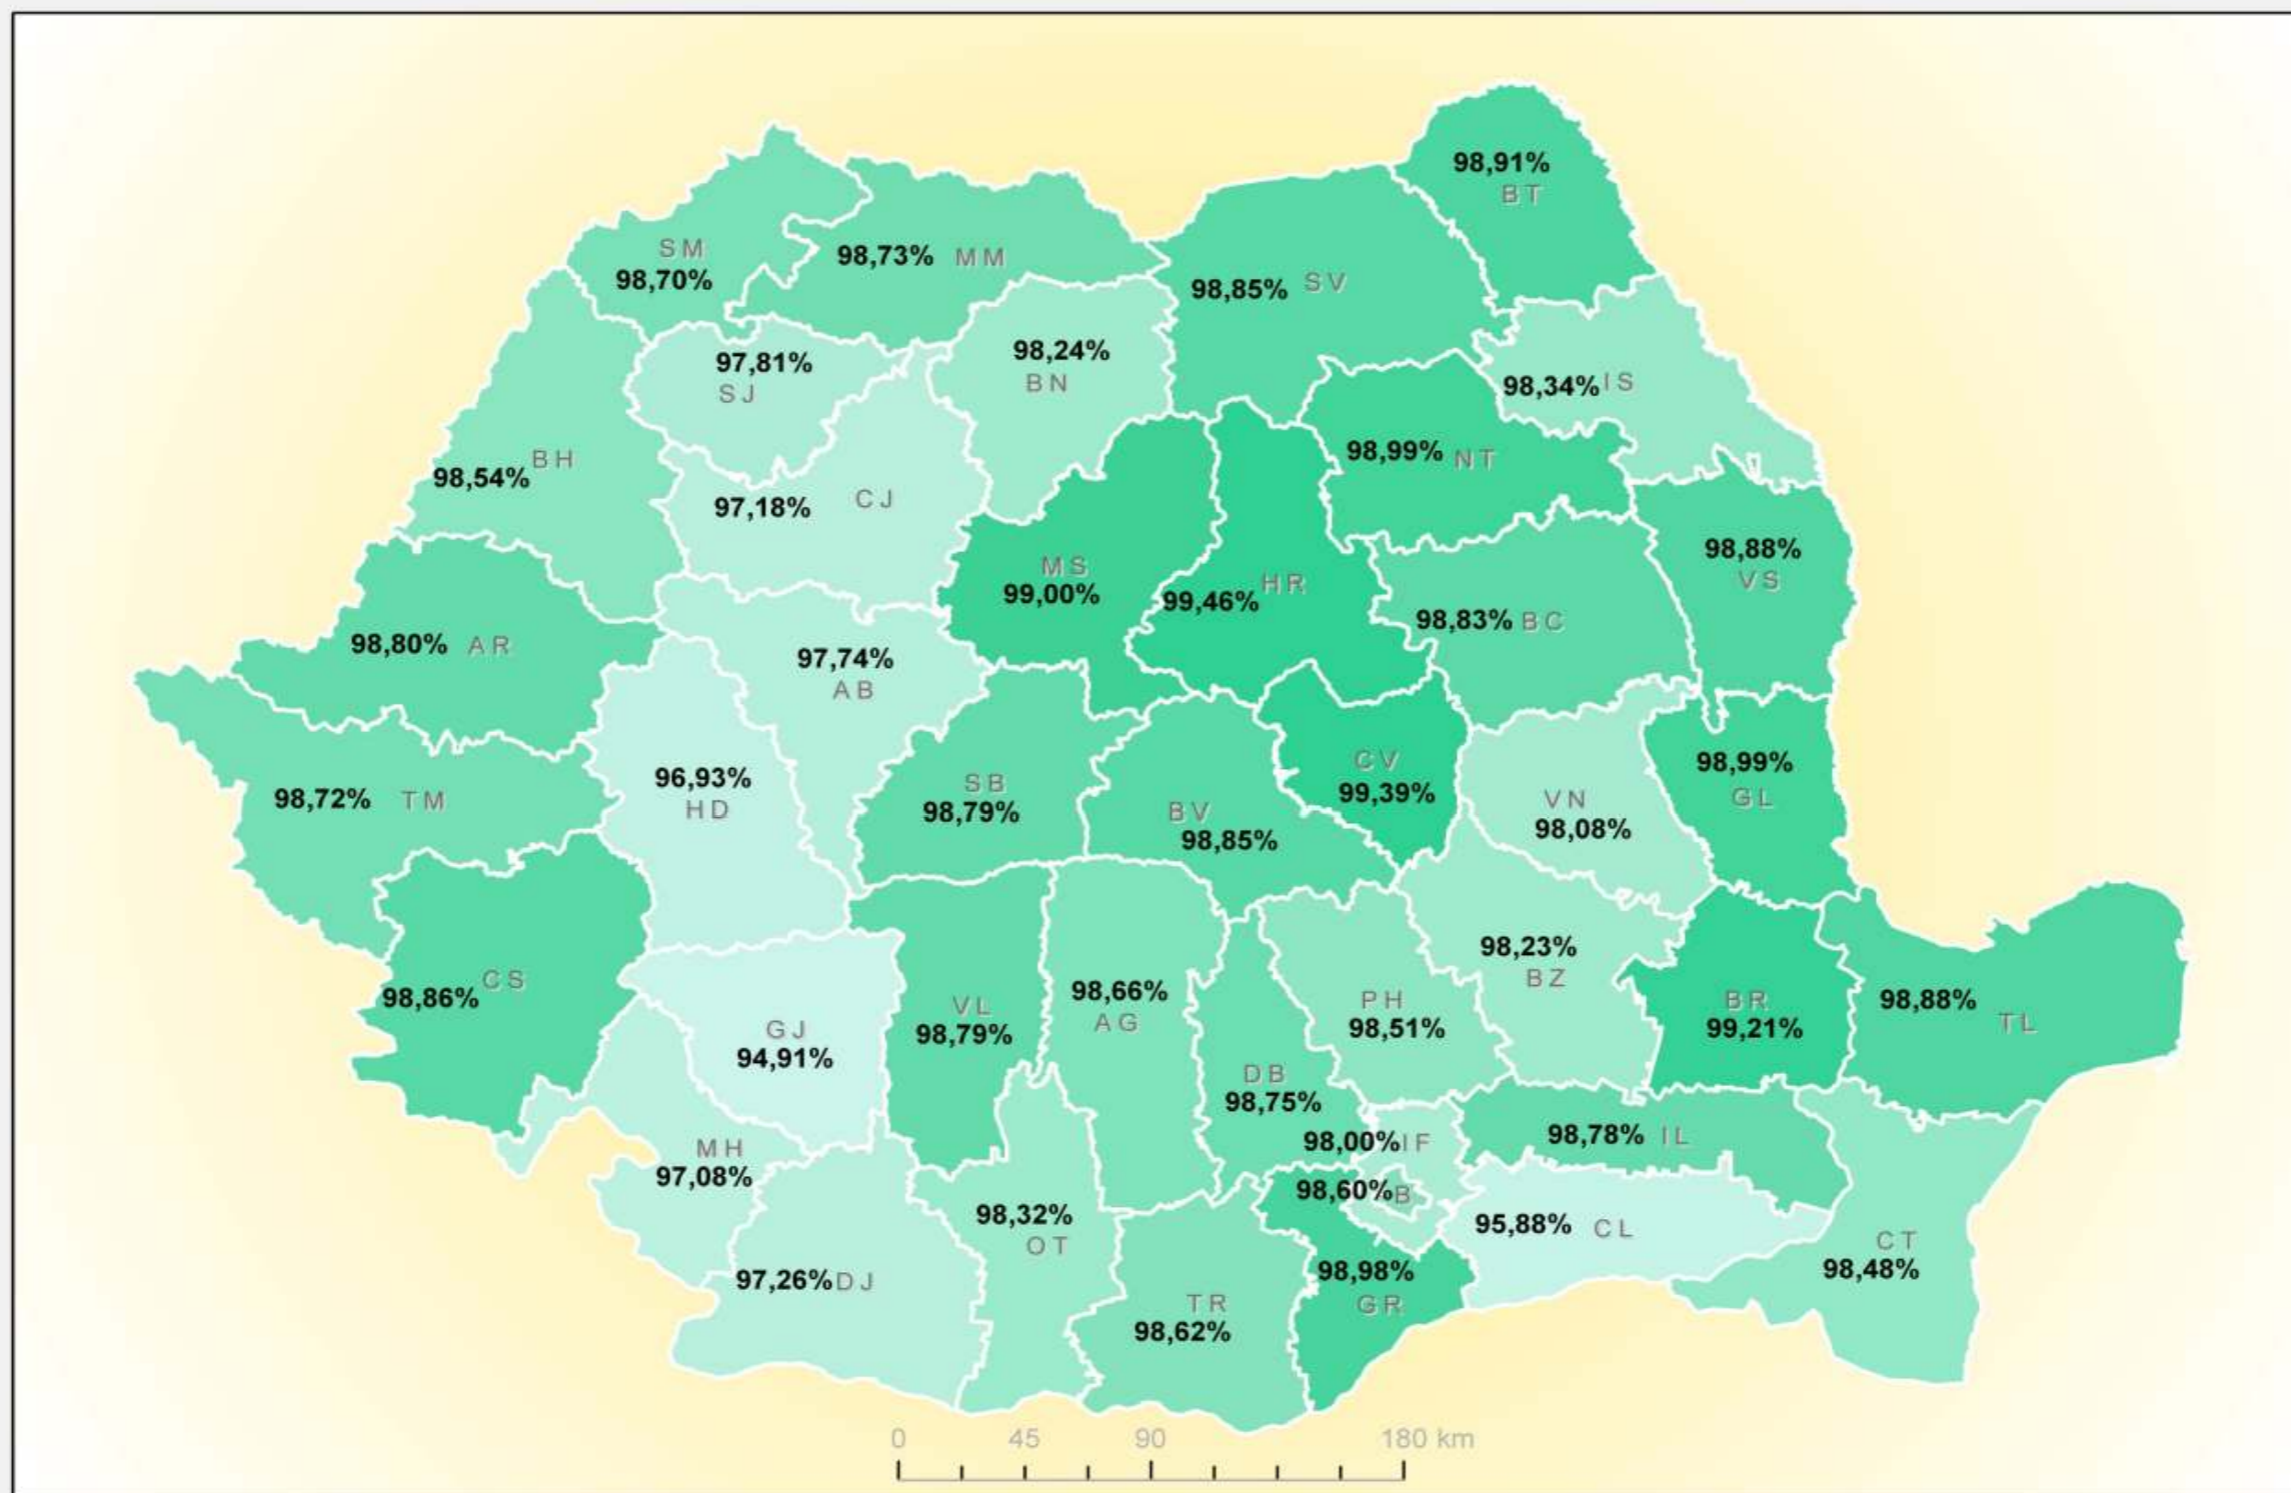 98,91%
BT
SM
98,70%
98,73% MM
98,85% SV
97,81%
SJ
98,24%
BN
98,34% IS
BH
98,54%
97,18% CJ
98,99% NT
MS
99,00%
99,46% HR
98,83% BC
98,88%
VS
98,80% AR
97,74%
AB
98,72% TM
96,93%
HD
SB
98,79%
BV
98,85%
CV
99,39%
VN
98,08%
98,99%
GL
98,86% CS
GJ
94,91%
VL
98,79%
98,66%
AG
PH
98,51%
98,23%
BZ
BR
99,21%
98,88%
TL
DB
98,75%
98,00% IF
98,60% B
98,78% IL
MH
97,08%
97,26% DJ
98,32%
OT
TR
98,62%
98,98%
GR
95,88% CL
CT
98,48%
0 45 90 180 km